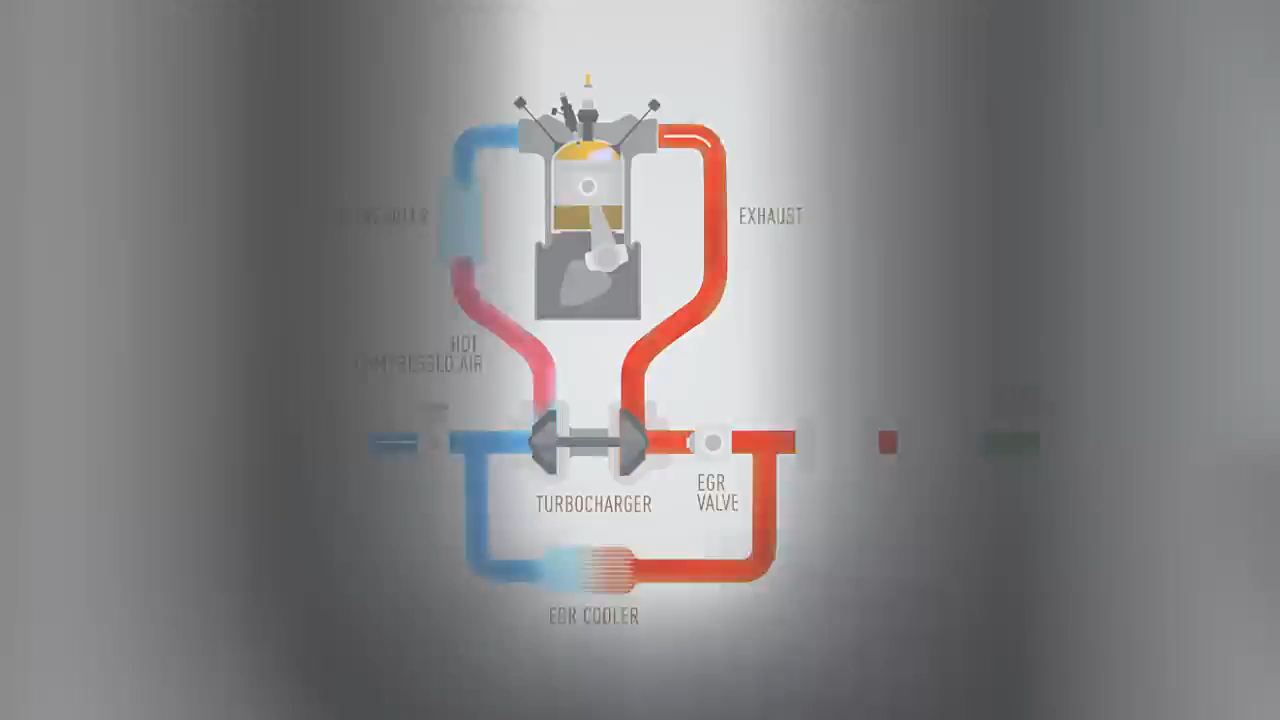 EXHAUST
HOT
COMPRESSED AIR
EGR
VALVE
TURBOCHARGER
EGR COOLER